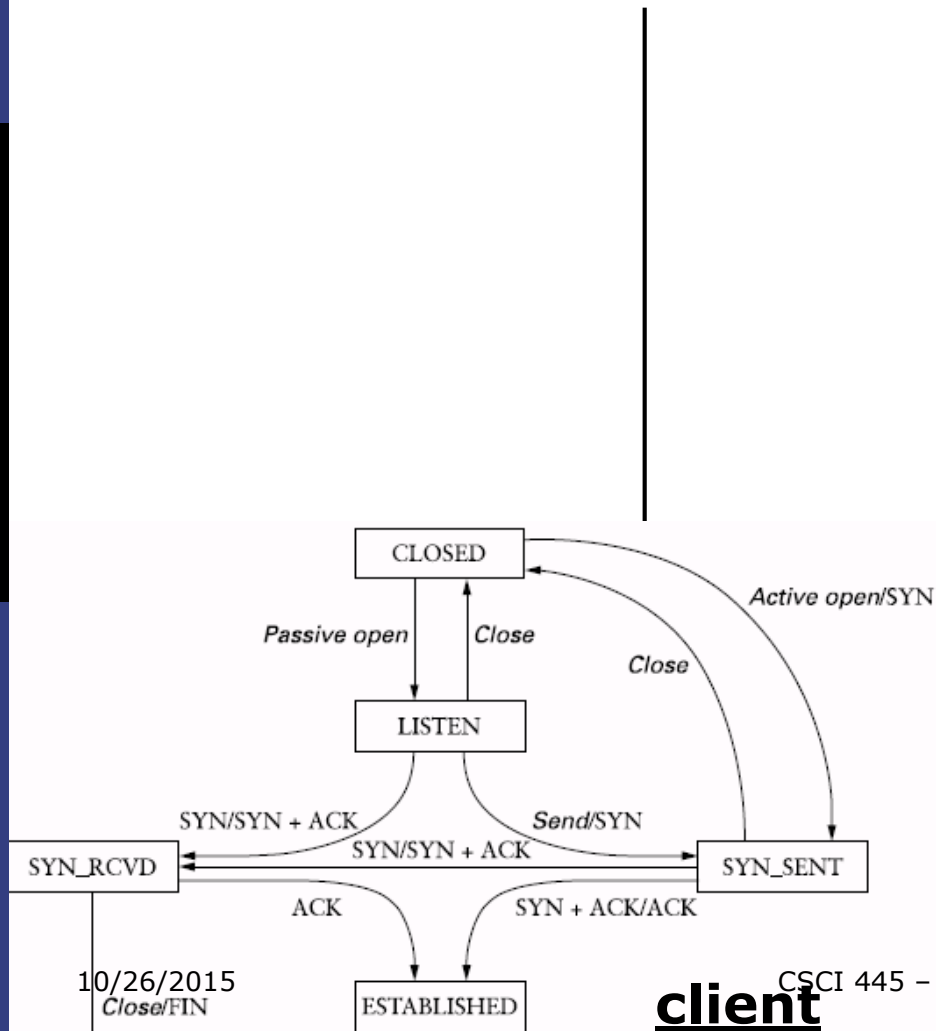 CLOSED
Active open/SYN
Passive open
Close
Close
LISTEN
SYN/SYN + ACK
Send/SYN
SYN/SYN + ACK
SYN_RCVD
SYN_SENT
ACK
SYN + ACK/ACK
10/26/2015
CSCI 445 –
Close/FIN
ESTABLISHED
client